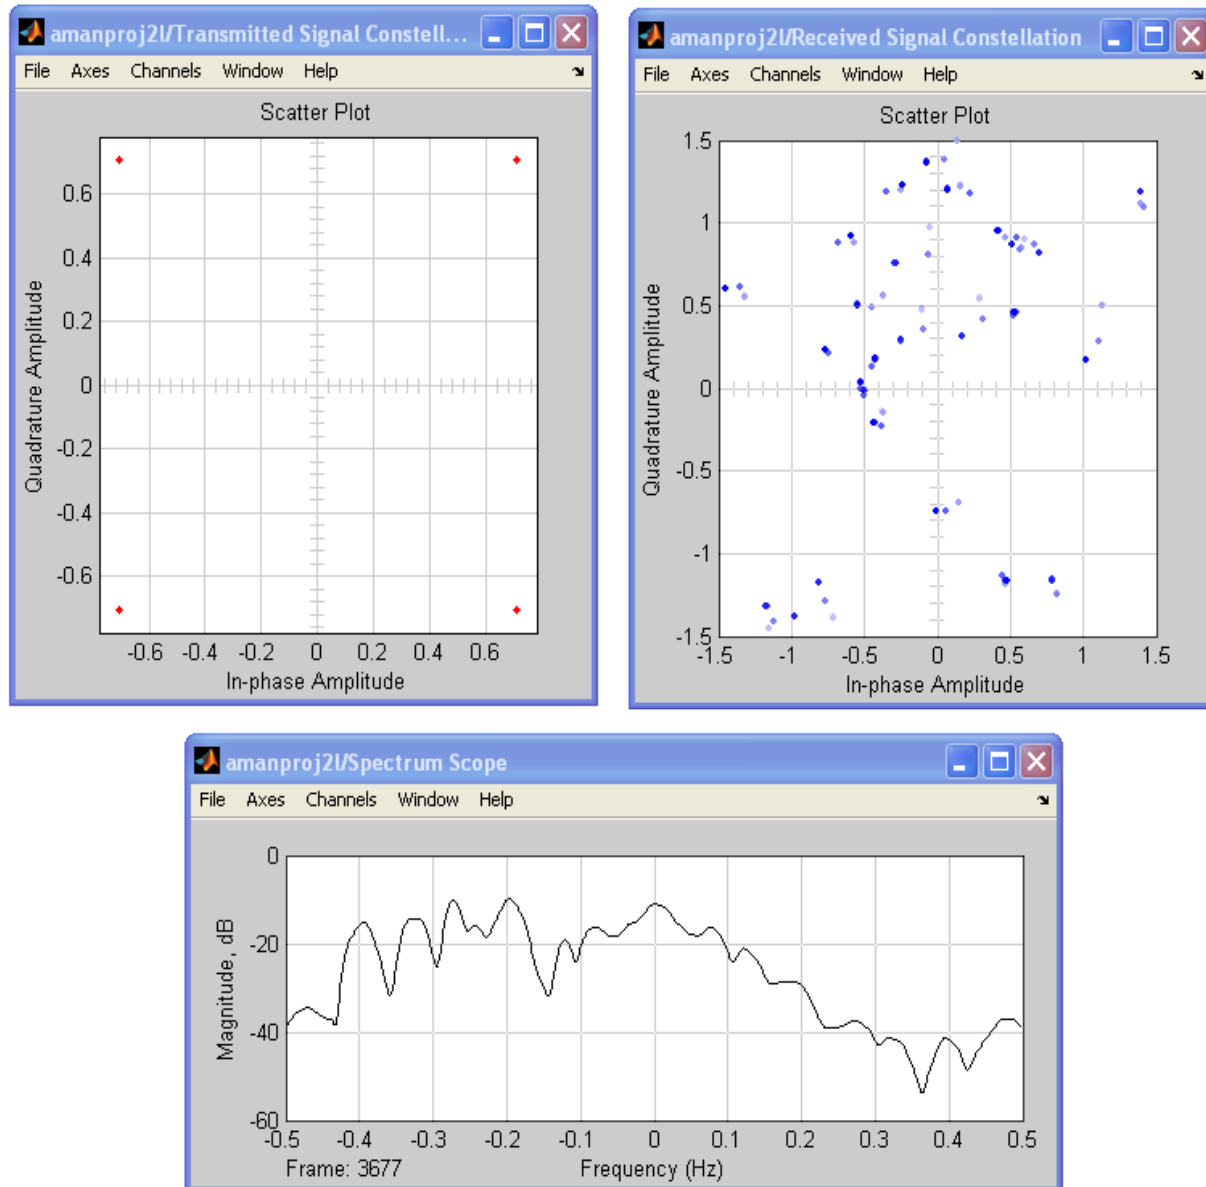 amanproj2l/Transmitted Signal Constell...
File Axes Channels Window Help
Scatter Plot
0.6
0.4
0.2
0
-0.2
-0.4
-0.6
-0.6 -0.4 -0.2 0 0.2 0.4 0.6
Quadrature Amplitude
In-phase Amplitude
amanproj2l/Received Signal Constellation
File Axes Channels Window Help
Scatter Plot
1.5
1
0.5
0
-0.5
-1
-1.5
-1.5 -1 -0.5 0 0.5 1 1.5
Quadrature Amplitude
In-phase Amplitude
amanproj2l/Spectrum Scope
File Axes Channels Window Help
0
-20
-40
-60
-0.5 -0.4 -0.3 -0.2 -0.1 0 0.1 0.2 0.3 0.4 0.5
Magnitude, dB
Frame: 3677 Frequency (Hz)